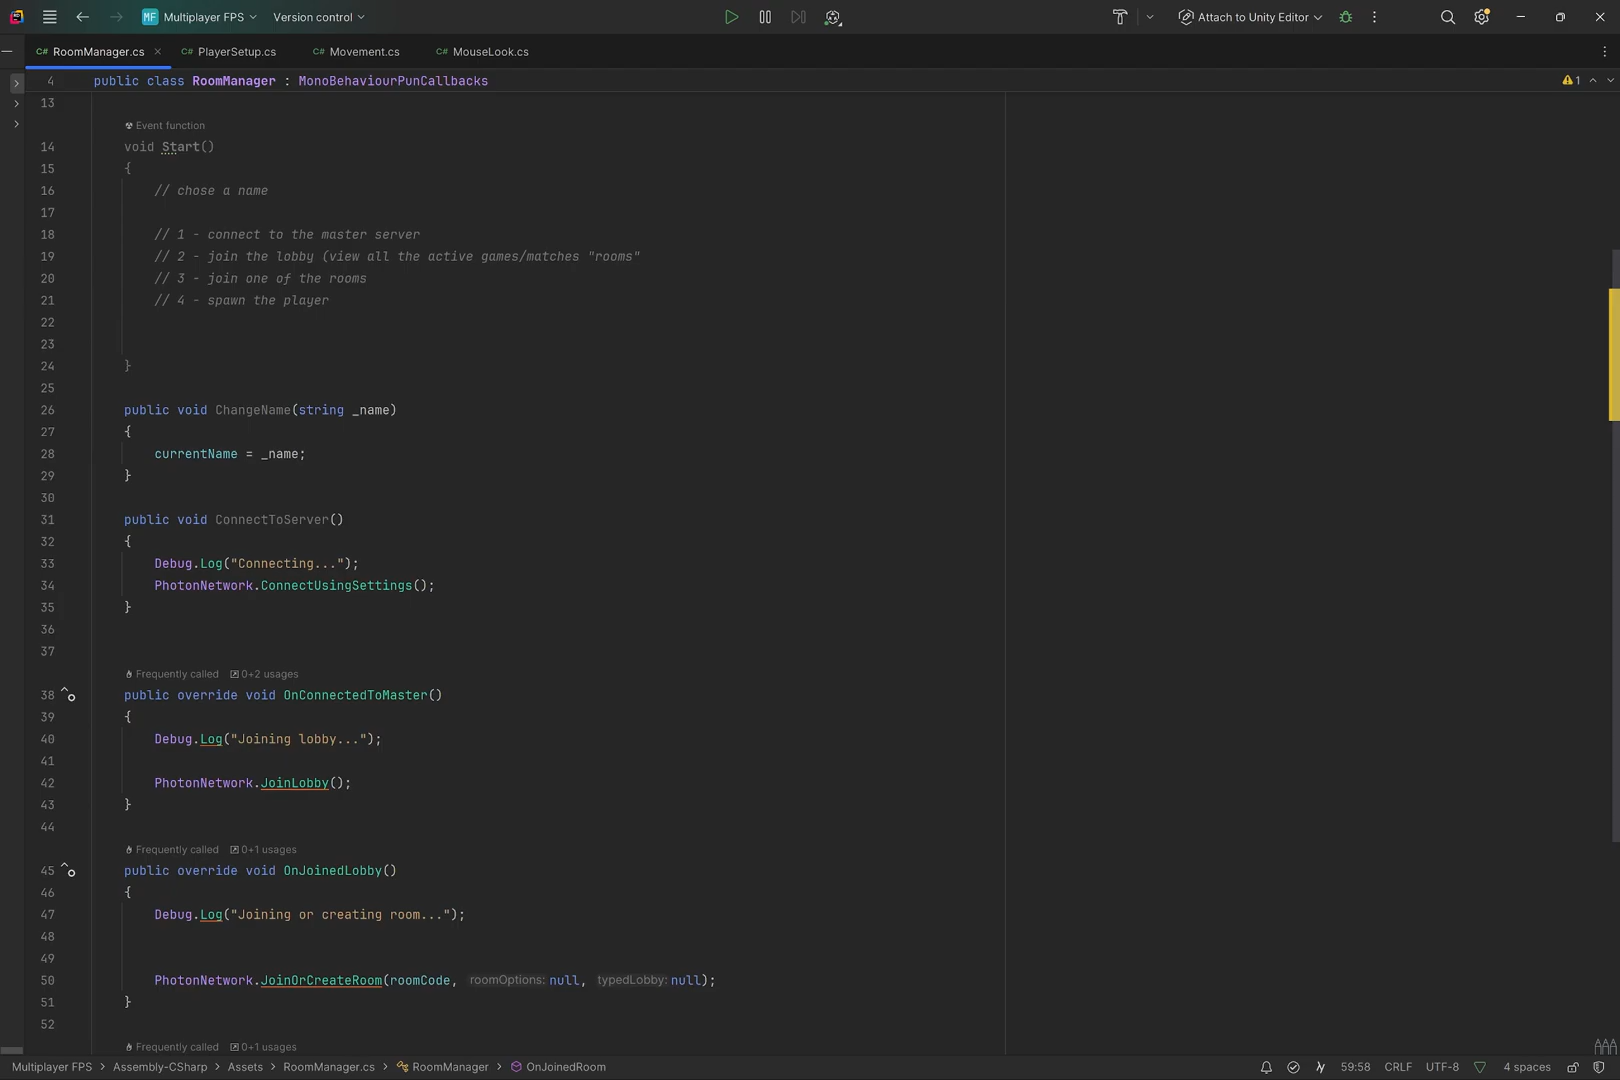 MF Multiplayer FPS Version control Attach to Unity Editor
C# RoomManager.cs C# PlayerSetup.cs C# Movement.cs C# MouseLook.cs
4 public class RoomManager : MonoBehaviourPunCallbacks 1
13
Event function
14 void Start()
15 {
16 // chose a name
17
18 // 1 - connect to the master server
19 // 2 - join the lobby (view all the active games/matches "rooms"
20 // 3 - join one of the rooms
21 // 4 - spawn the player
22
23
24 }
25
26 public void ChangeName(string _name)
27 {
28 currentName = _name;
29 }
30
31 public void ConnectToServer()
32 {
33 Debug.Log("Connecting...");
34 PhotonNetwork.ConnectUsingSettings();
35 }
36
37
Frequently called 0+2 usages
38 public override void OnConnectedToMaster()
39 {
40 Debug.Log("Joining lobby...");
41
42 PhotonNetwork.JoinLobby();
43 }
44
Frequently called 0+1 usages
45 public override void OnJoinedLobby()
46 {
47 Debug.Log("Joining or creating room...");
48
49
50 PhotonNetwork.JoinOrCreateRoom(roomCode, roomOptions: null, typedLobby: null);
51 }
52
Frequently called 0+1 usages
Multiplayer FPS > Assembly-CSharp > Assets > RoomManager.cs > RoomManager > OnJoinedRoom 59:58 CRLF UTF-8 4 spaces